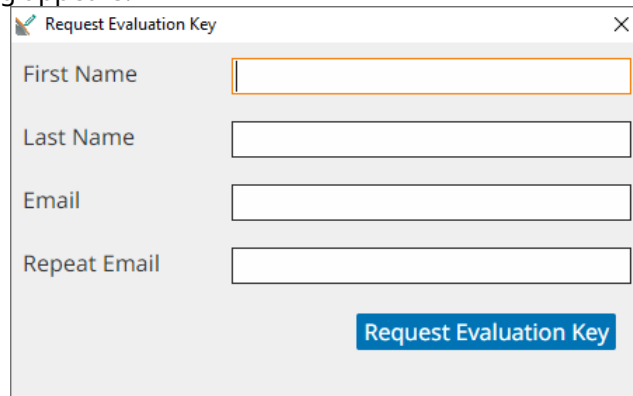 Request Evaluation Key
First Name
Last Name
Email
Repeat Email
Request Evaluation Key